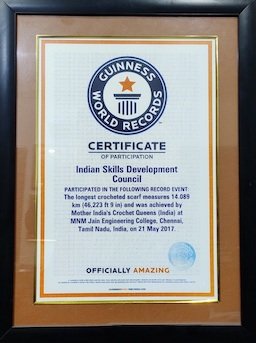 GUINNESS
WORLD RECORDS
CERTIFICATE
OF PARTICIPATION
Indian Skills Development
Council
PARTICIPATED IN THE FOLLOWING RECORD EVENT
The longest crocheted scarf measures 14.089
km (46,223 ft 9 in) and was achieved by
Mother India's Crochet Queens (India) at
MNM Jain Engineering College, Chennai,
Tamil Nadu, India, on 21 May 2017.
OFFICIALLY AMAZING